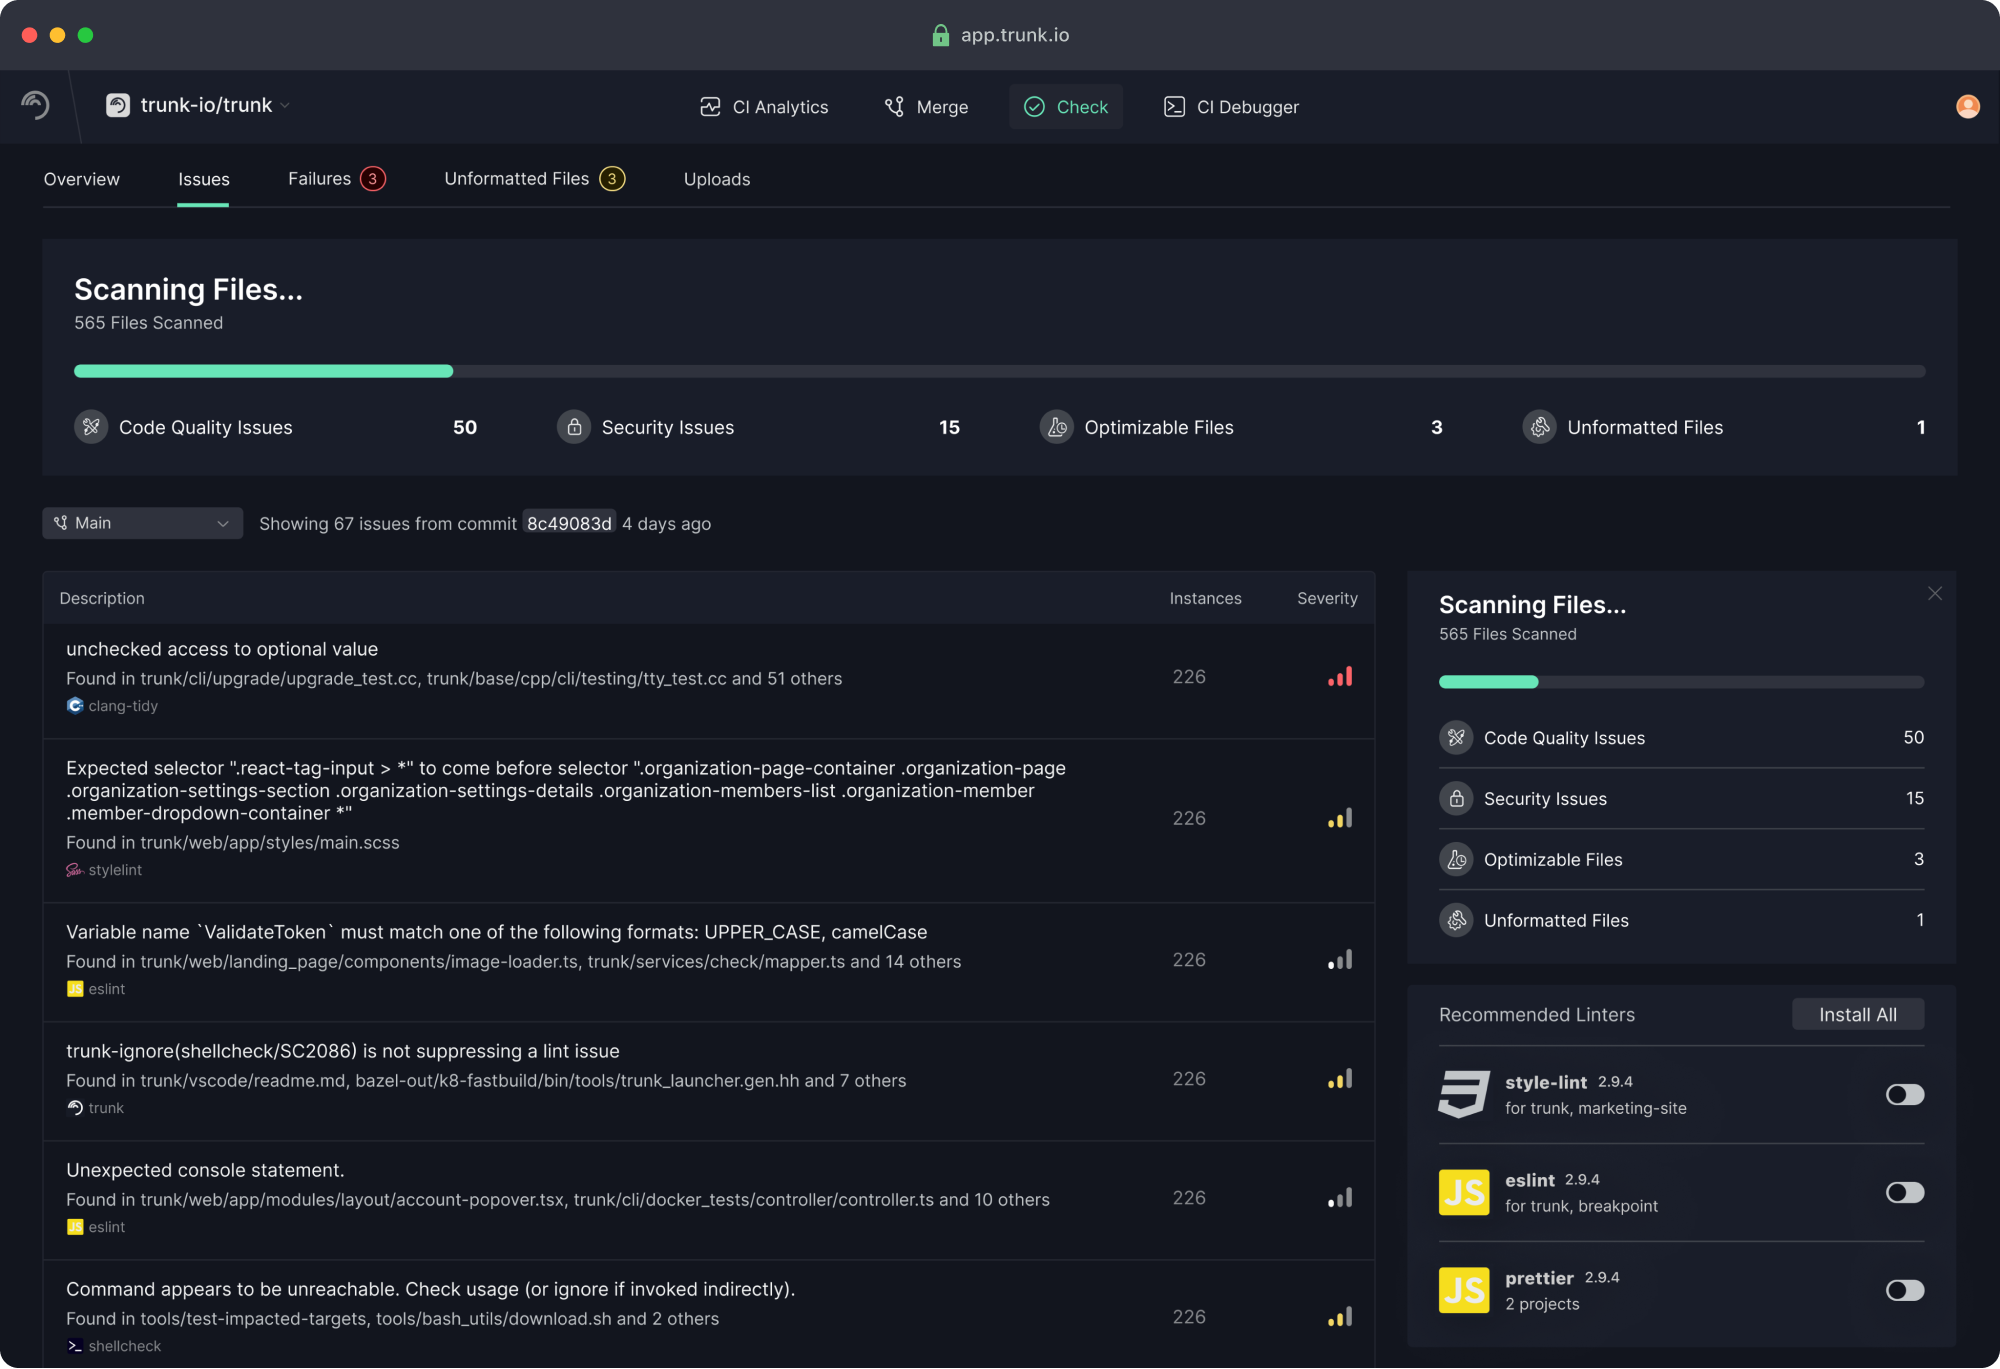 app.trunk.io
trunk-io/trunk
CI Analytics
Merge
Check
CI Debugger
Overview
Issues
Failures 3
Unformatted Files 3
Uploads
Scanning Files...
565 Files Scanned
Code Quality Issues 50
Security Issues 15
Optimizable Files 3
Unformatted Files 1
Main
Showing 67 issues from commit 8c49083d 4 days ago
Description Instances Severity
unchecked access to optional value
Found in trunk/cli/upgrade/upgrade_test.cc, trunk/base/cpp/cli/testing/tty_test.cc and 51 others
226
clang-tidy
Expected selector ".react-tag-input > *" to come before selector ".organization-page-container .organization-page
.organization-settings-section .organization-settings-details .organization-members-list .organization-member
.member-dropdown-container *"
226
Found in trunk/web/app/styles/main.scss
stylelint
Variable name `ValidateToken` must match one of the following formats: UPPER_CASE, camelCase
Found in trunk/web/landing_page/components/image-loader.ts, trunk/services/check/mapper.ts and 14 others
226
JS eslint
trunk-ignore(shellcheck/SC2086) is not suppressing a lint issue
Found in trunk/vscode/readme.md, bazel-out/k8-fastbuild/bin/tools/trunk_launcher.gen.hh and 7 others
226
trunk
Unexpected console statement.
Found in trunk/web/app/modules/layout/account-popover.tsx, trunk/cli/docker_tests/controller/controller.ts and 10 others
226
JS eslint
Command appears to be unreachable. Check usage (or ignore if invoked indirectly).
Found in tools/test-impacted-targets, tools/bash_utils/download.sh and 2 others
226
shellcheck
Scanning Files...
565 Files Scanned
Code Quality Issues 50
Security Issues 15
Optimizable Files 3
Unformatted Files 1
Recommended Linters
Install All
style-lint 2.9.4
for trunk, marketing-site
JS
eslint 2.9.4
for trunk, breakpoint
JS
prettier 2.9.4
2 projects